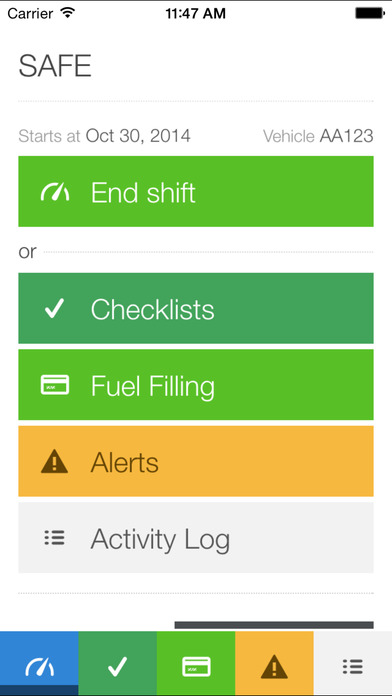 Carrier 11:47 AM
SAFE
Starts at Oct 30, 2014 Vehicle AA123
End shift
or
Checklists
Fuel Filling
Alerts
Activity Log